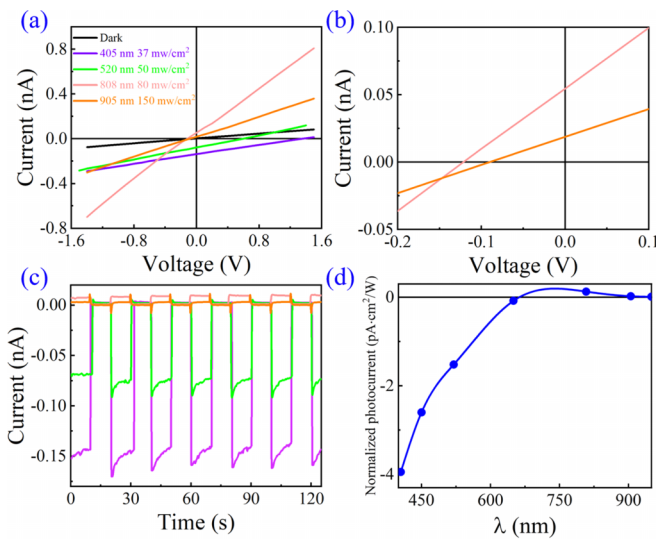 (a)
Current (nA)
0.8
0.4
0.0
-0.4
-0.8
Dark
405 nm 37 mw/cm²
520 nm 50 mw/cm²
808 nm 80 mw/cm²
905 nm 150 mw/cm²
-1.6
-0.8
0.0
0.8
1.6
Voltage (V)
(b)
Current (nA)
0.10
0.05
0.00
-0.05
-0.2
-0.1
0.0
0.1
Voltage (V)
(c)
Current (nA)
0.00
-0.05
-0.10
-0.15
0
30
60
90
120
Time (s)
(d)
Normalized photocurrent (pA·cm²/W)
0
-2
-4
450
600
750
900
λ (nm)